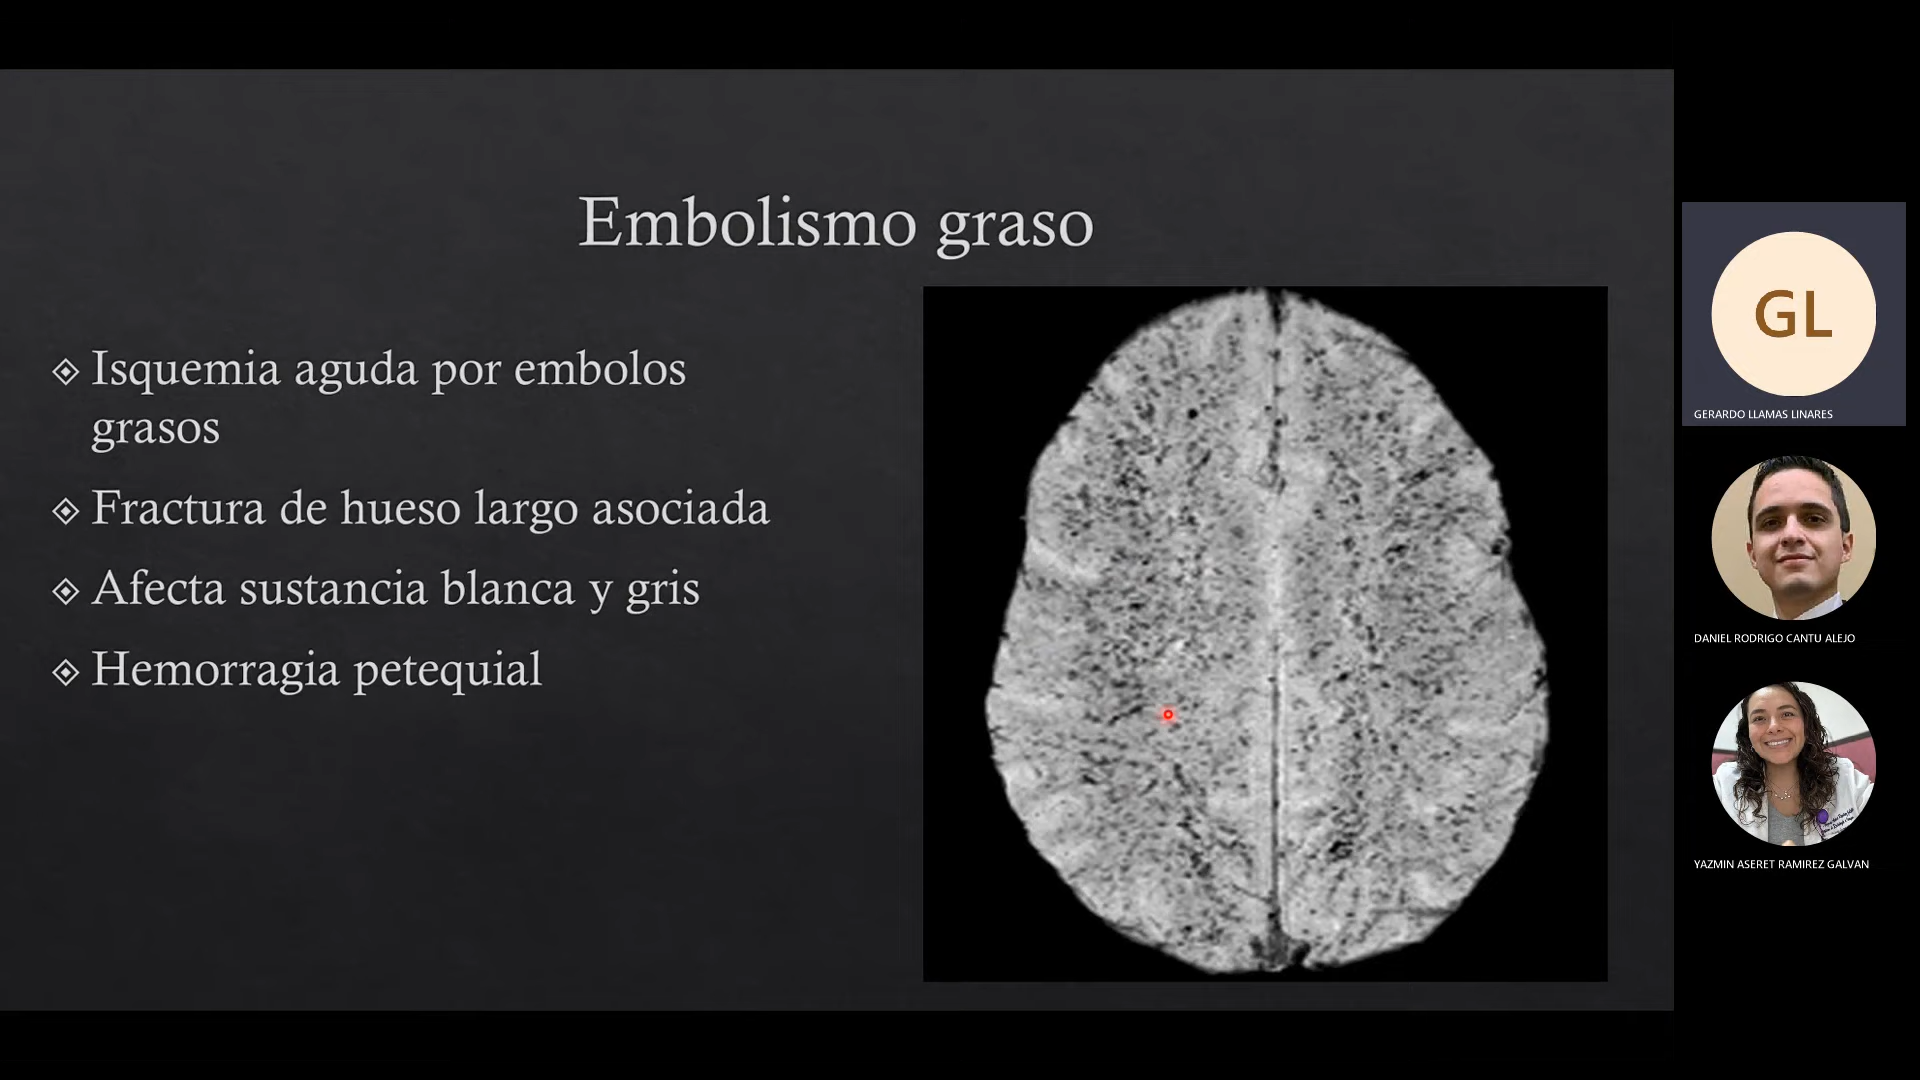 Embolismo graso
Isquemia aguda por embolos
grasos
Fractura de hueso largo asociada
Afecta sustancia blanca y gris
Hemorragia petequial
GL
GERARDO LLAMAS LINARES
DANIEL RODRIGO CANTU ALEJO
YAZMIN ASERET RAMIREZ GALVAN